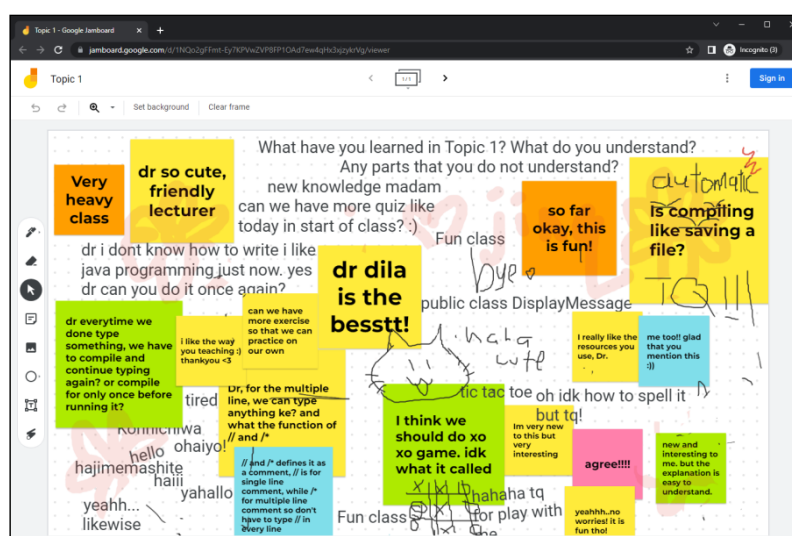 Topic 1 - Google Jamboard
jamboard.google.com/d/1NQo2gFFmt-Ey7KPVwZVP8FP1OAd7ew4qHx3xjzykrVg/viewer
Incognito (3)
Topic 1
1/1
Sign in
Set background
Clear frame
What have you learned in Topic 1? What do you understand?
Any parts that you do not understand?
Very
heavy
class
dr so cute,
friendly
lecturer
new knowledge madam
can we have more quiz like
today in start of class? :)
Fun class
so far
okay, this
is fun!
automatic
Is compiling
like saving a
file?
TQ!!!
bye
dr i dont know how to write i like
java programming just now. yes
dr can you do it once again?
dr dila
is the
besstt!
public class DisplayMessage
haha
cute
dr everytime we
done type
something, we have
to compile and
continue typing
again? or compile
for only once before
running it?
i like the way
you teaching :)
thankyou <3
can we have
more exercise
so that we can
practice on
our own
I really like the
resources you
use, Dr.
me too!! glad
that you
mention this
:))
tired
Dr, for the multiple
line, we can type
anything ke? and
what the function of
// and /*
tic tac toe
oh idk how to spell it
but tq!
I think we
should do xo
xo game. idk
what it called
Im very new
to this but
very
interesting
agree!!!!
new and
interesting to
me. but the
explanation is
easy to
understand.
Konnichiwa
hello
ohaiyo!
hajimemashite
haiii
yahallo
// and /* defines it as
a comment, // is for
single line
comment, while /*
for multiple line
comment so don't
have to type // in
every line
yeahh...
likewise
Fun class
hahaha tq
for play with
me
yeahhh..no
worries! it is
fun tho!